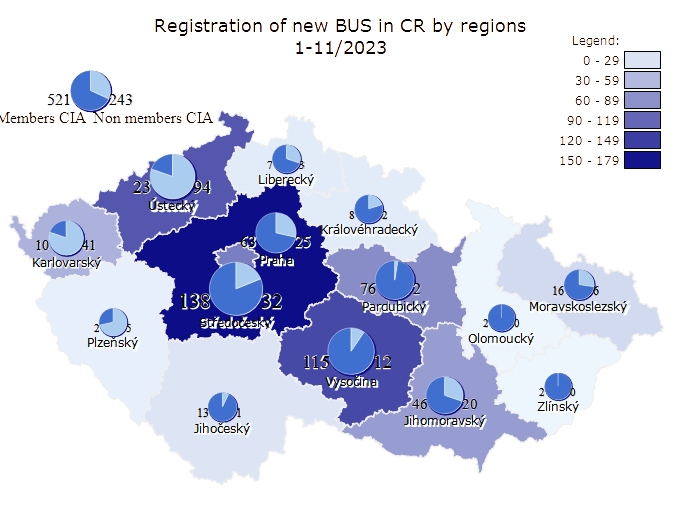 Registration of new BUS in CR by regions
1-11/2023
Legend:
0 - 29
30 - 59
60 - 89
90 - 119
120 - 149
150 - 179
521 243
Members CIA Non members CIA
7 3
Liberecký
23 94
Ústecký
8 2
Královéhradecký
10 41
Karlovarský
63 25
Praha
138 32
Středočeský
76 2
Pardubický
16 6
Moravskoslezský
2 5
Plzeňský
2 0
Olomoucký
115 12
Vysočina
13 1
Jihočeský
46 20
Jihomoravský
2 0
Zlínský